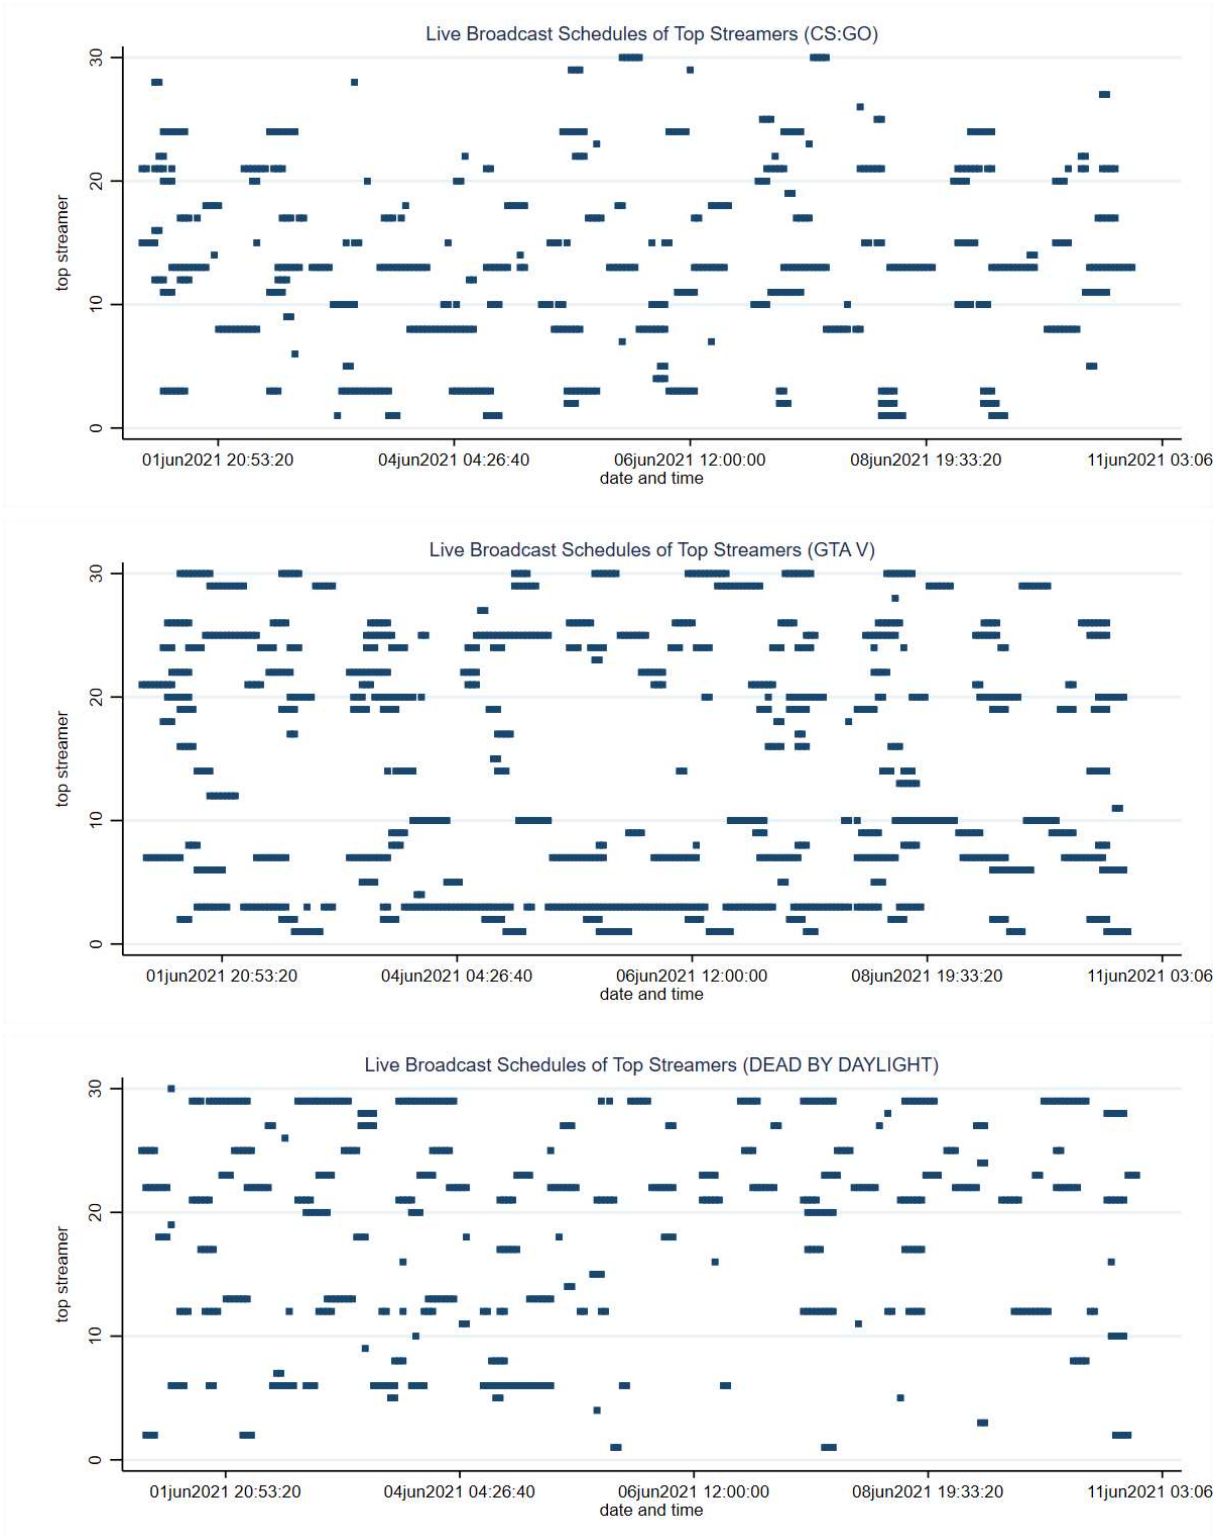 Live Broadcast Schedules of Top Streamers (CS:GO)
30
20
10
0
top streamer
01jun2021 20:53:20 04jun2021 04:26:40 06jun2021 12:00:00 08jun2021 19:33:20 11jun2021 03:06
date and time
Live Broadcast Schedules of Top Streamers (GTA V)
30
20
10
0
top streamer
01jun2021 20:53:20 04jun2021 04:26:40 06jun2021 12:00:00 08jun2021 19:33:20 11jun2021 03:06
date and time
Live Broadcast Schedules of Top Streamers (DEAD BY DAYLIGHT)
30
20
10
0
top streamer
01jun2021 20:53:20 04jun2021 04:26:40 06jun2021 12:00:00 08jun2021 19:33:20 11jun2021 03:06
date and time